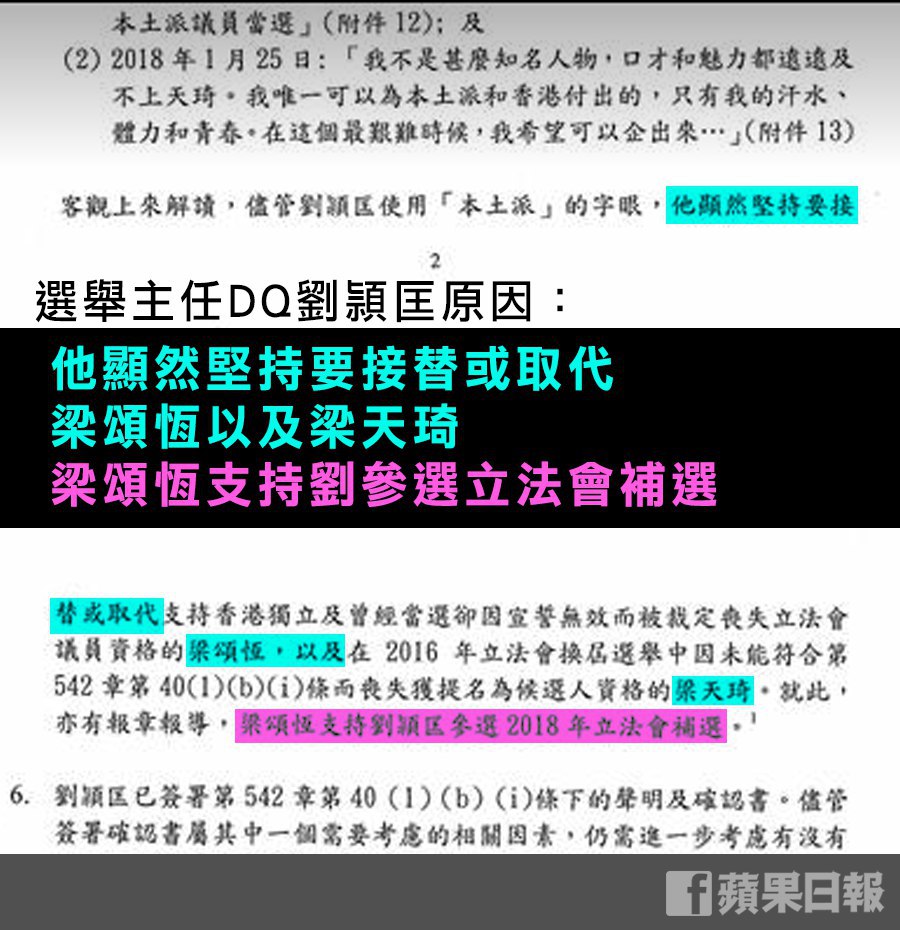 本土派議員當選」(附件 12); 及
(2) 2018 年 1 月 25 日:「我不是甚麼知名人物,口才和魅力都遠遠及
不上天琦。我唯一可以為本土派和香港付出的,只有我的汗水、
體力和青春。在這個最艱難時候,我希望可以企出來…」(附件 13)
客觀上來解讀,儘管劉頴匡使用「本土派」的字眼,他顯然堅持要接
2
選舉主任DQ劉頴匡原因:
他顯然堅持要接替或取代
梁頌恆以及梁天琦
梁頌恆支持劉參選立法會補選
替或取代支持香港獨立及曾經當選卻因宣誓無效而被裁定喪失立法會
議員資格的梁頌恆,以及在 2016 年立法會換屆選舉中因未能符合第
542 章第 40(1)(b)(i)條而喪失獲提名為候選人資格的梁天琦。就此,
亦有報章報導,梁頌恆支持劉頴匡參選 2018 年立法會補選。1
6. 劉頴匡已簽署第 542 章第 40 (1) (b) (i)條下的聲明及確認書。儘管
簽署確認書屬其中一個需要考慮的相關因素,仍需進一步考慮有沒有
f 蘋果日報